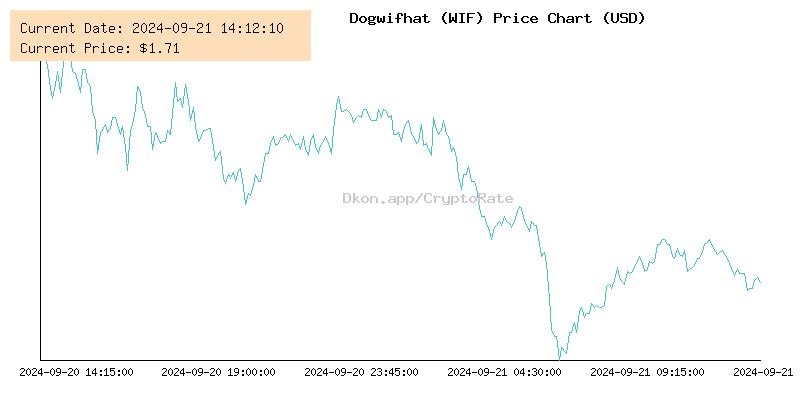 Dogwifhat (WIF) Price Chart (USD)
Current Date: 2024-09-21 14:12:10
Current Price: $1.71
Dkon.app/CryptoRate
2024-09-20 14:15:00 2024-09-20 19:00:00 2024-09-20 23:45:00 2024-09-21 04:30:00 2024-09-21 09:15:00 2024-09-21